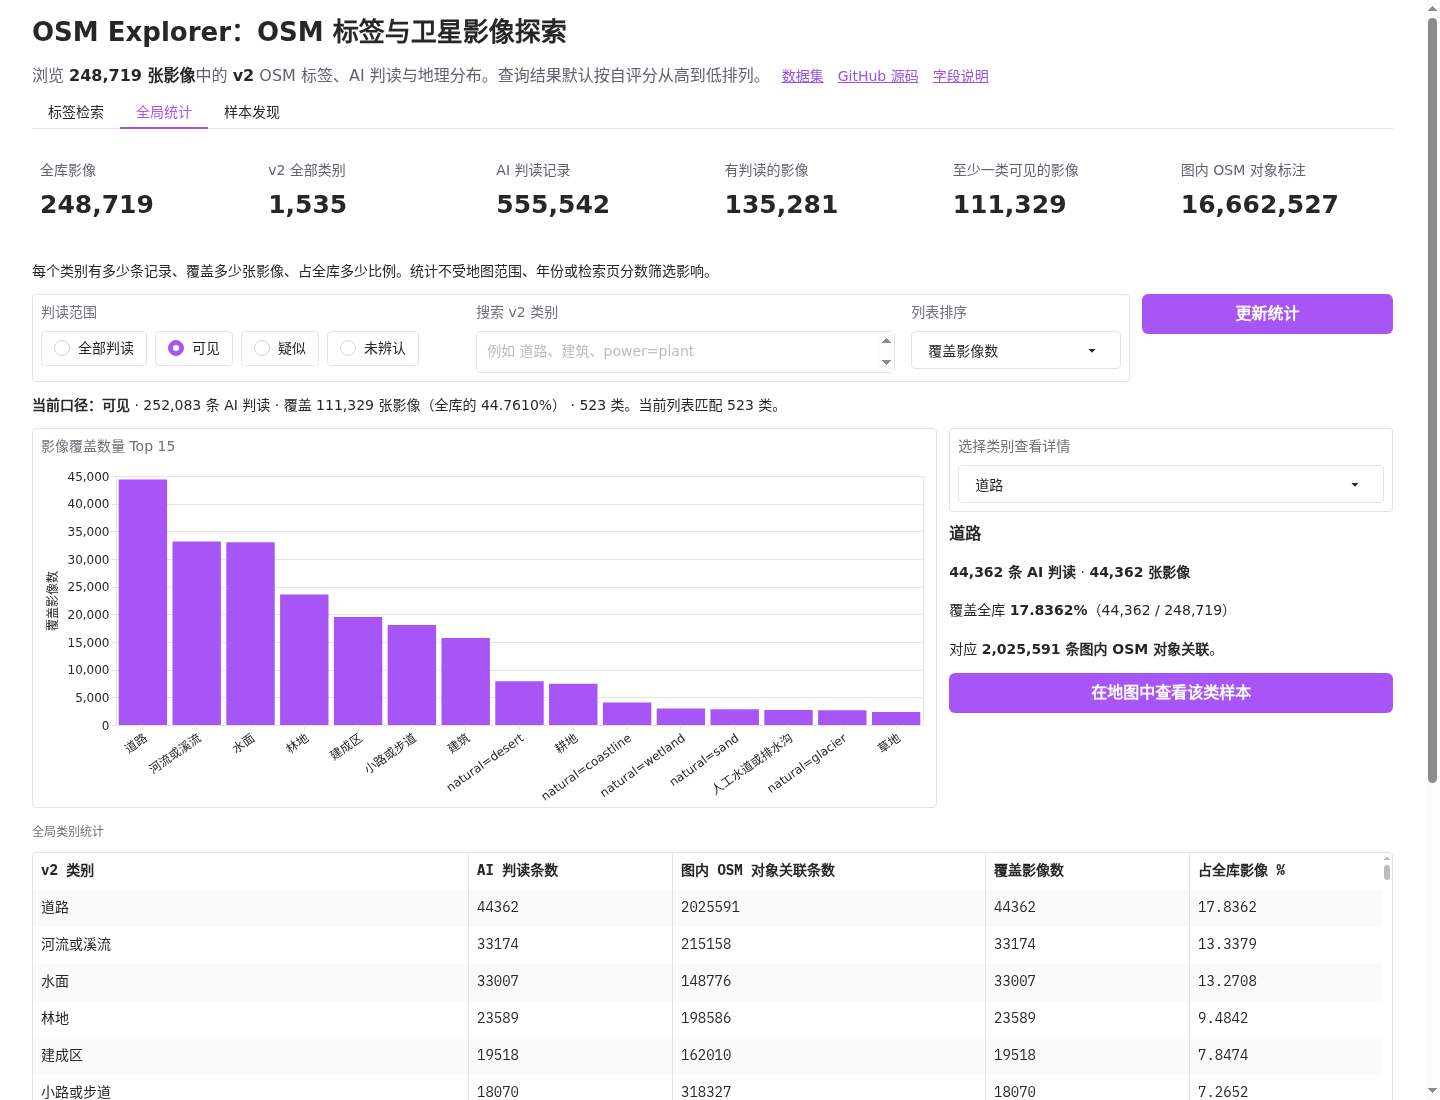 OSM Explorer：OSM 标签与卫星影像探索
浏览 248,719 张影像中的 v2 OSM 标签、AI 判读与地理分布。查询结果默认按自评分从高到低排列。 数据集 GitHub 源码 字段说明
标签检索 全局统计 样本发现
全库影像 v2 全部类别 AI 判读记录 有判读的影像 至少一类可见的影像 图内 OSM 对象标注
248,719 1,535 555,542 135,281 111,329 16,662,527
每个类别有多少条记录、覆盖多少张影像、占全库多少比例。统计不受地图范围、年份或检索页分数筛选影响。
判读范围 搜索 v2 类别 列表排序
全部判读 可见 疑似 未辨认 例如 道路、建筑、power=plant 覆盖影像数 更新统计
当前口径：可见 · 252,083 条 AI 判读 · 覆盖 111,329 张影像（全库的 44.7610%） · 523 类。当前列表匹配 523 类。
影像覆盖数量 Top 15
45,000
40,000
35,000
30,000
25,000
20,000
15,000
10,000
5,000
0
覆盖影像数
道路 河流或溪流 水面 林地 建成区 小路或步道 建筑 natural=desert 耕地 natural=coastline natural=wetland natural=sand 人工水道或排水沟 natural=glacier 草地
选择类别查看详情
道路
道路
44,362 条 AI 判读 · 44,362 张影像
覆盖全库 17.8362%（44,362 / 248,719）
对应 2,025,591 条图内 OSM 对象关联。
在地图中查看该类样本
全局类别统计
v2 类别 AI 判读条数 图内 OSM 对象关联条数 覆盖影像数 占全库影像 %
道路 44362 2025591 44362 17.8362
河流或溪流 33174 215158 33174 13.3379
水面 33007 148776 33007 13.2708
林地 23589 198586 23589 9.4842
建成区 19518 162010 19518 7.8474
小路或步道 18070 318327 18070 7.2652